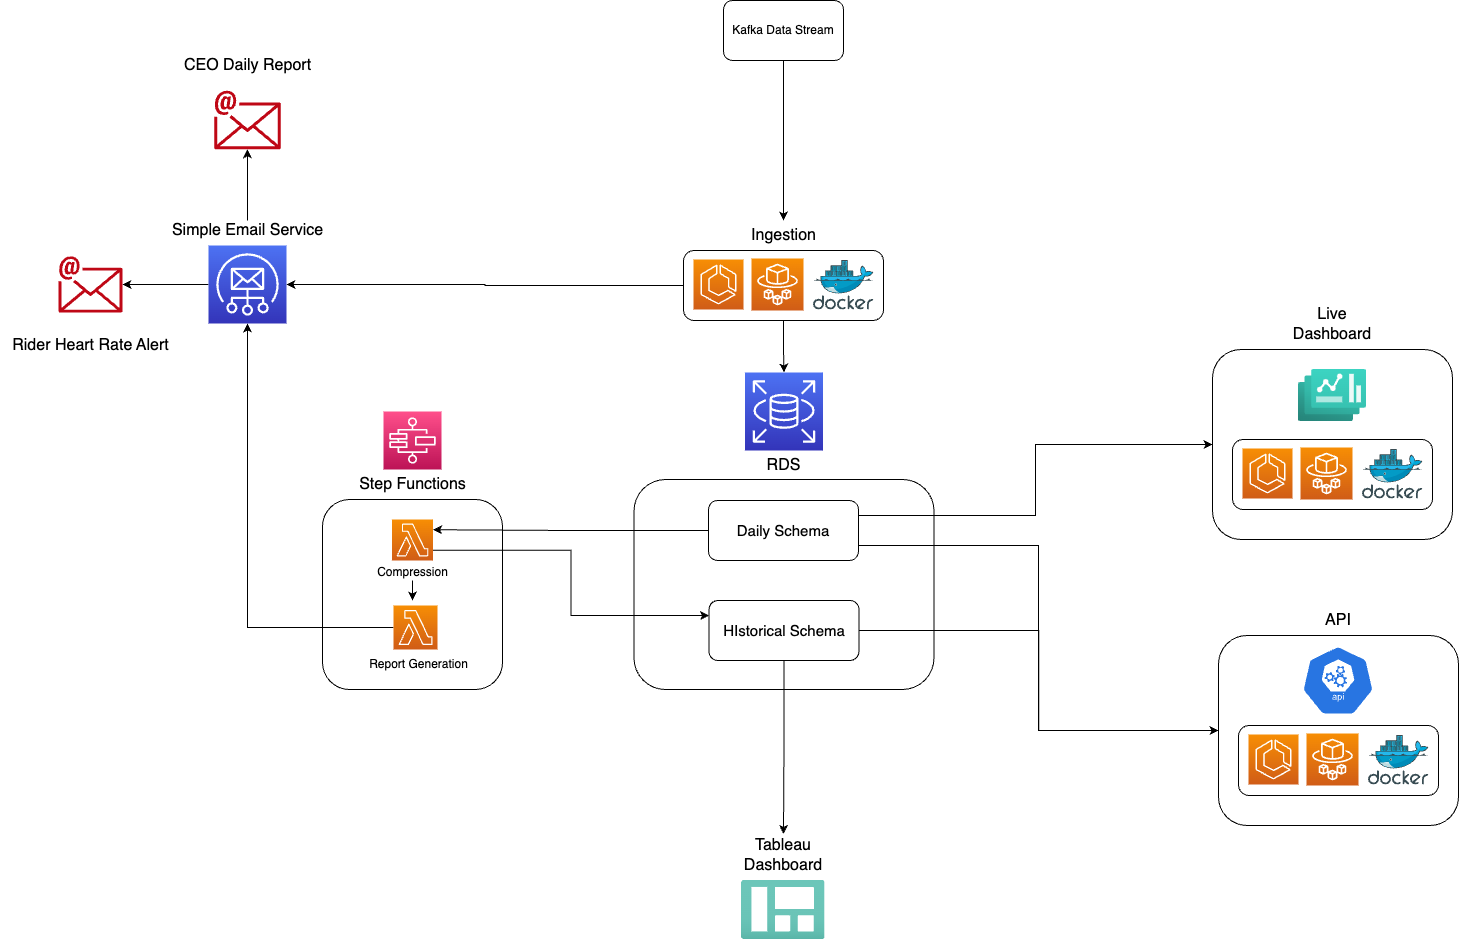 Kafka Data Stream
CEO Daily Report
@
Simple Email Service
Ingestion
@
docker
Rider Heart Rate Alert
Live
Dashboard
RDS
Step Functions
docker
Daily Schema
Compression
HIstorical Schema
API
Report Generation
api
docker
Tableau
Dashboard